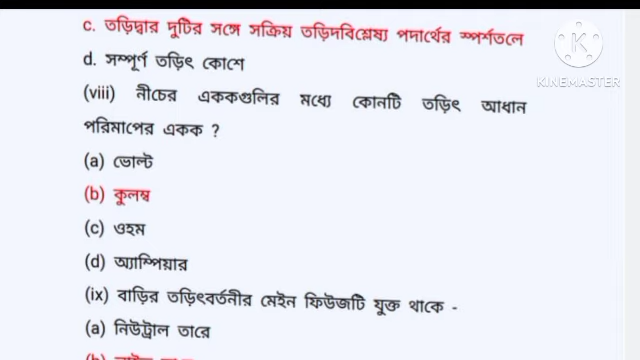 c. তড়িদ্দ্বার দুটির সঙ্গে সক্রিয় তড়িদবিশ্লেষ্য পদার্থের স্পর্শতলে
d. সম্পূর্ণ তড়িৎ কোশে
(viii) নীচের এককগুলির মধ্যে কোনটি তড়িৎ আধান
পরিমাপের একক ?
(a) ভোল্ট
(b) কুলম্ব
(c) ওহম
(d) অ্যাম্পিয়ার
(ix) বাড়ির তড়িৎবর্তনীর মেইন ফিউজটি যুক্ত থাকে -
(a) নিউট্রাল তারে
K
KINEMASTER